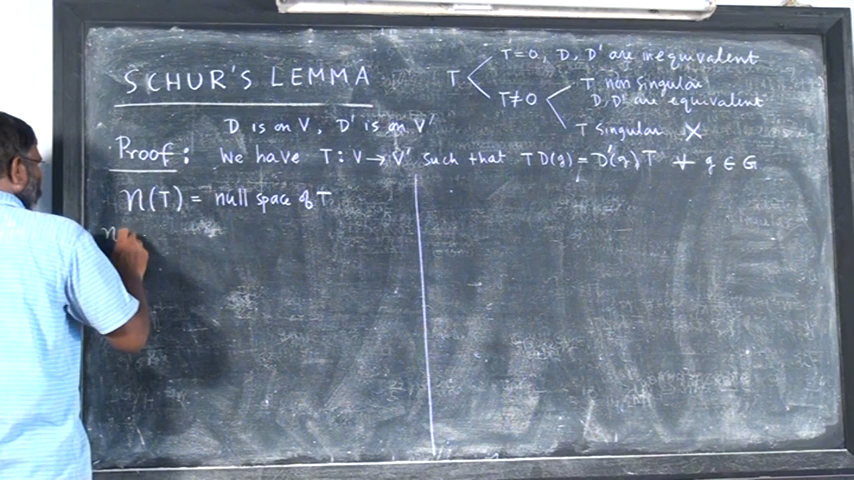 SCHUR'S LEMMA
T
T=0, D, D' are inequivalent
T≠0
T non singular
D, D' are equivalent
T singular X
D is on V, D' is on V'
Proof: We have T: V → V' such that T D(g) = D'(g) T ∀ g ∈ G
η(T) = null space of T
η